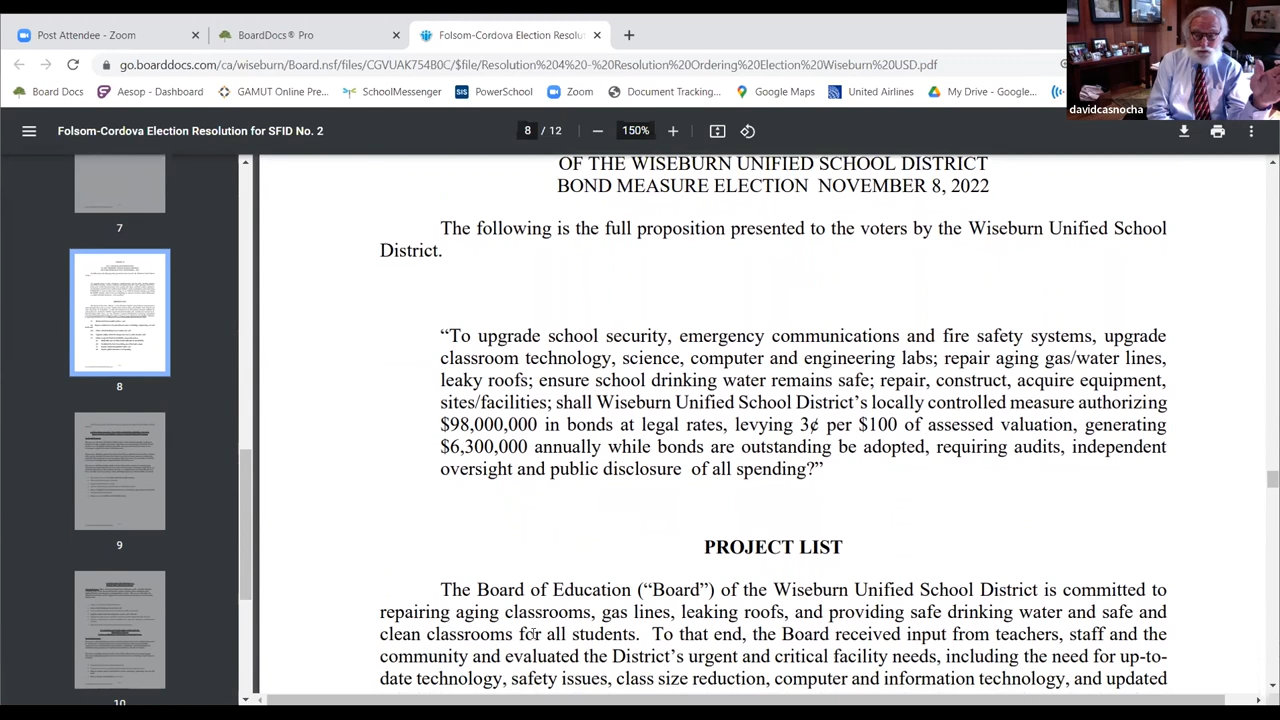 Post Attendee - Zoom
BoardDocs® Pro
Folsom-Cordova Election Resolu
go.boarddocs.com/ca/wiseburn/Board.nsf/files/CGVUAK75480C/$file/Resolution%204%20-%20Resolution%20Ordering%20Election%20Wiseburn%20USD.pdf
Board Docs
Aesop - Dashboard
GAMUT Online Pre...
SchoolMessenger
SIS
PowerSchool
Zoom
Document Tracking...
Google Maps
United Airlines
My Drive - Google...
davidcasnocha
Folsom-Cordova Election Resolution for SFID No. 2
8 / 12
150%
7
8
9
10
OF THE WISEBURN UNIFIED SCHOOL DISTRICT
BOND MEASURE ELECTION NOVEMBER 8, 2022
The following is the full proposition presented to the voters by the Wiseburn Unified School
District.
“To upgrade school security, emergency communications and fire safety systems, upgrade
classroom technology, science, computer and engineering labs; repair aging gas/water lines,
leaky roofs; ensure school drinking water remains safe; repair, construct, acquire equipment,
sites/facilities; shall Wiseburn Unified School District’s locally controlled measure authorizing
$98,000,000 in bonds at legal rates, levying 3¢ per $100 of assessed valuation, generating
$6,300,000 annually while bonds are outstanding be adopted, requiring audits, independent
oversight and public disclosure of all spending?”
PROJECT LIST
The Board of Education (“Board”) of the Wiseburn Unified School District is committed to
repairing aging classrooms, gas lines, leaking roofs, and providing safe drinking water and safe and
clean classrooms for all students. To that end, the Board received input from teachers, staff and the
community and evaluated the District’s urgent and critical facility needs, including the need for up-to-
date technology, safety issues, class size reduction, computer and information technology, and updated